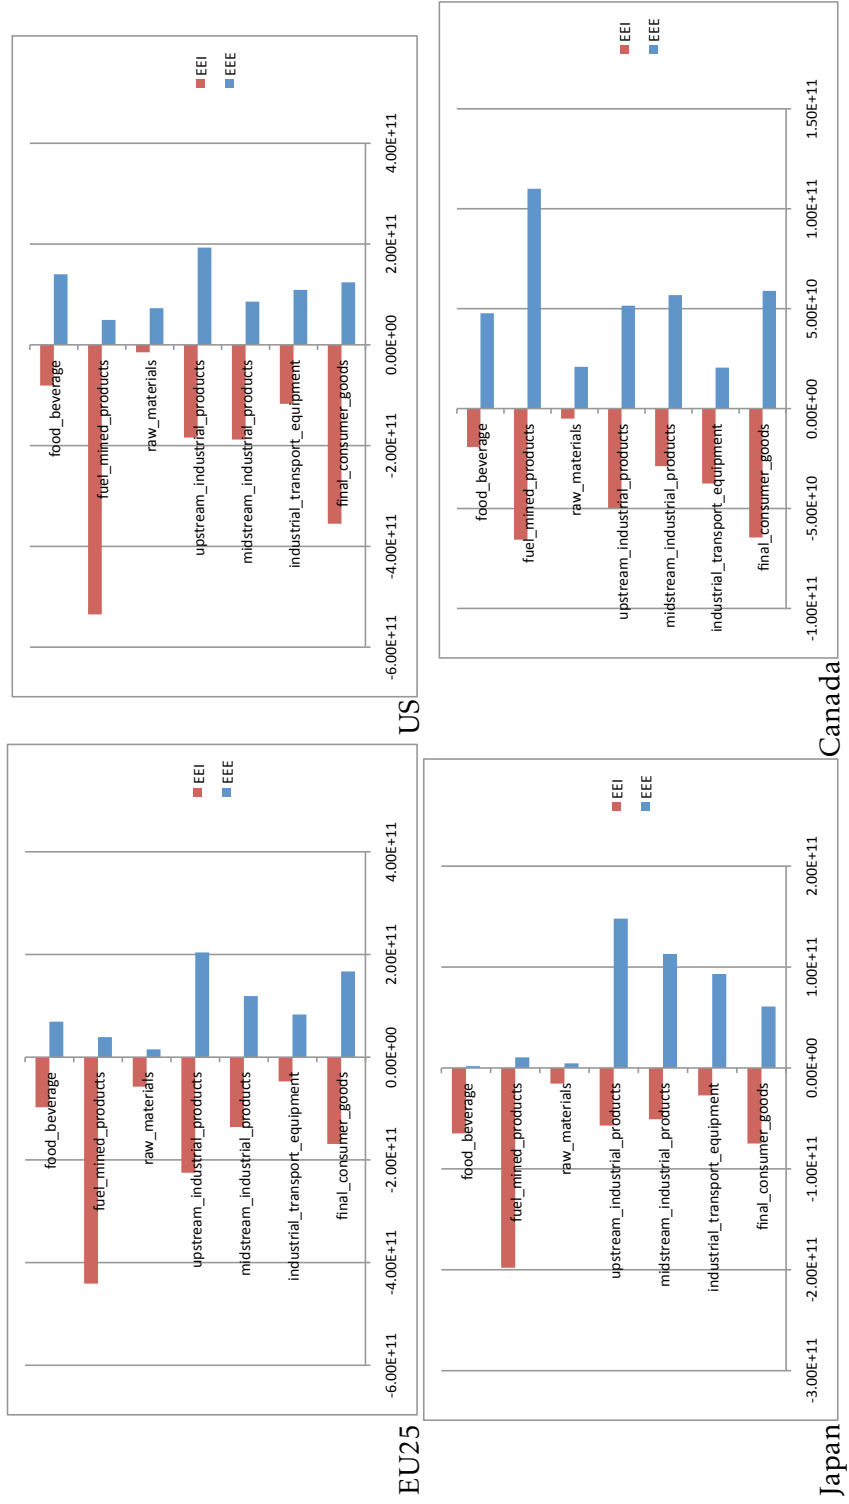 EU25
food_beverage
fuel_mined_products
raw_materials
upstream_industrial_products
midstream_industrial_products
industrial_transport_equipment
final_consumer_goods
-6.00E+11 -4.00E+11 -2.00E+11 0.00E+00 2.00E+11 4.00E+11
EEI
EEE
US
food_beverage
fuel_mined_products
raw_materials
upstream_industrial_products
midstream_industrial_products
industrial_transport_equipment
final_consumer_goods
-6.00E+11 -4.00E+11 -2.00E+11 0.00E+00 2.00E+11 4.00E+11
EEI
EEE
Japan
food_beverage
fuel_mined_products
raw_materials
upstream_industrial_products
midstream_industrial_products
industrial_transport_equipment
final_consumer_goods
-3.00E+11 -2.00E+11 -1.00E+11 0.00E+00 1.00E+11 2.00E+11
EEI
EEE
Canada
food_beverage
fuel_mined_products
raw_materials
upstream_industrial_products
midstream_industrial_products
industrial_transport_equipment
final_consumer_goods
-1.00E+11 -5.00E+10 0.00E+00 5.00E+10 1.00E+11 1.50E+11
EEI
EEE